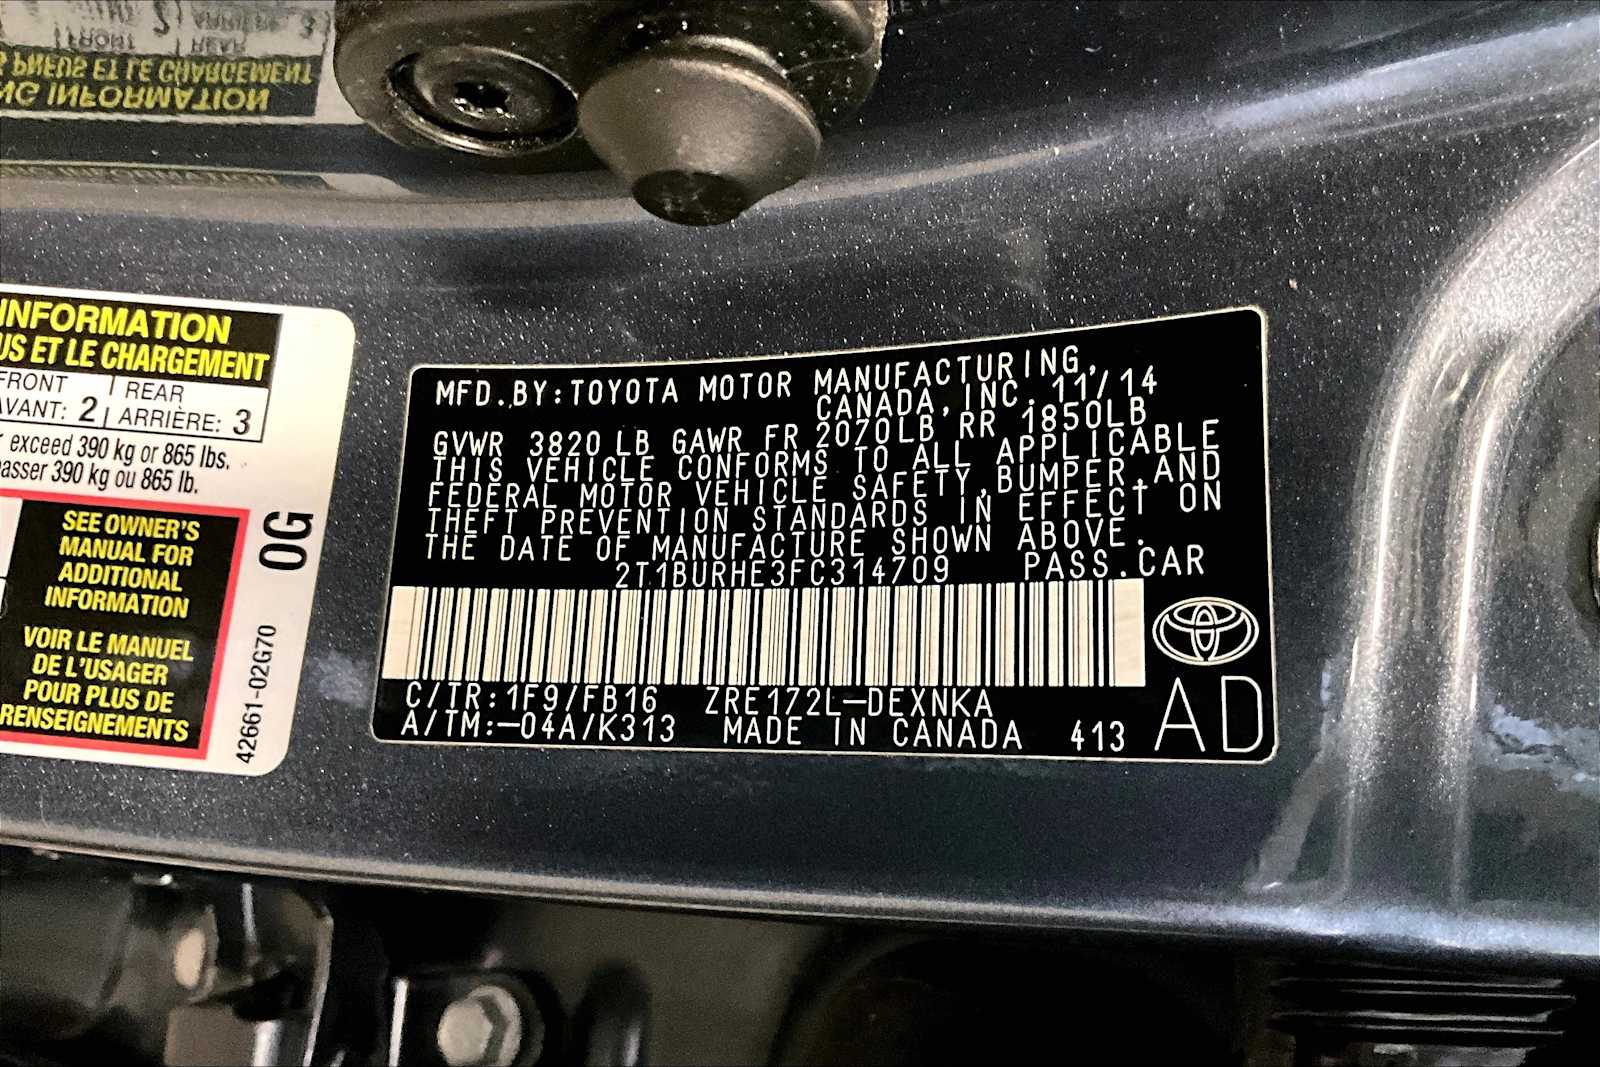 ARRIÈRE 3
FRONT REAR
PNEUS ET LE CHARGEMENT
NG INFORMATION
INFORMATION
US ET LE CHARGEMENT
FRONT REAR
AVANT: 2 ARRIÈRE: 3
exceed 390 kg or 865 lbs.
passer 390 kg ou 865 lb.
SEE OWNER'S
MANUAL FOR
ADDITIONAL
INFORMATION
VOIR LE MANUEL
DE L'USAGER
POUR PLUS DE
RENSEIGNEMENTS
0G
42661-02G70
MFD.BY:TOYOTA MOTOR MANUFACTURING,
CANADA,INC. 11/14
GVWR 3820LB GAWR FR 2070LB RR 1850LB
THIS VEHICLE CONFORMS TO ALL APPLICABLE
FEDERAL MOTOR VEHICLE SAFETY,BUMPER,AND
THEFT PREVENTION STANDARDS IN EFFECT ON
THE DATE OF MANUFACTURE SHOWN ABOVE.
2T1BURHE3FC314709 PASS.CAR
C/TR:1F9/FB16 ZRE172L-DEXNKA
A/TM:-04A/K313 MADE IN CANADA 413
AD